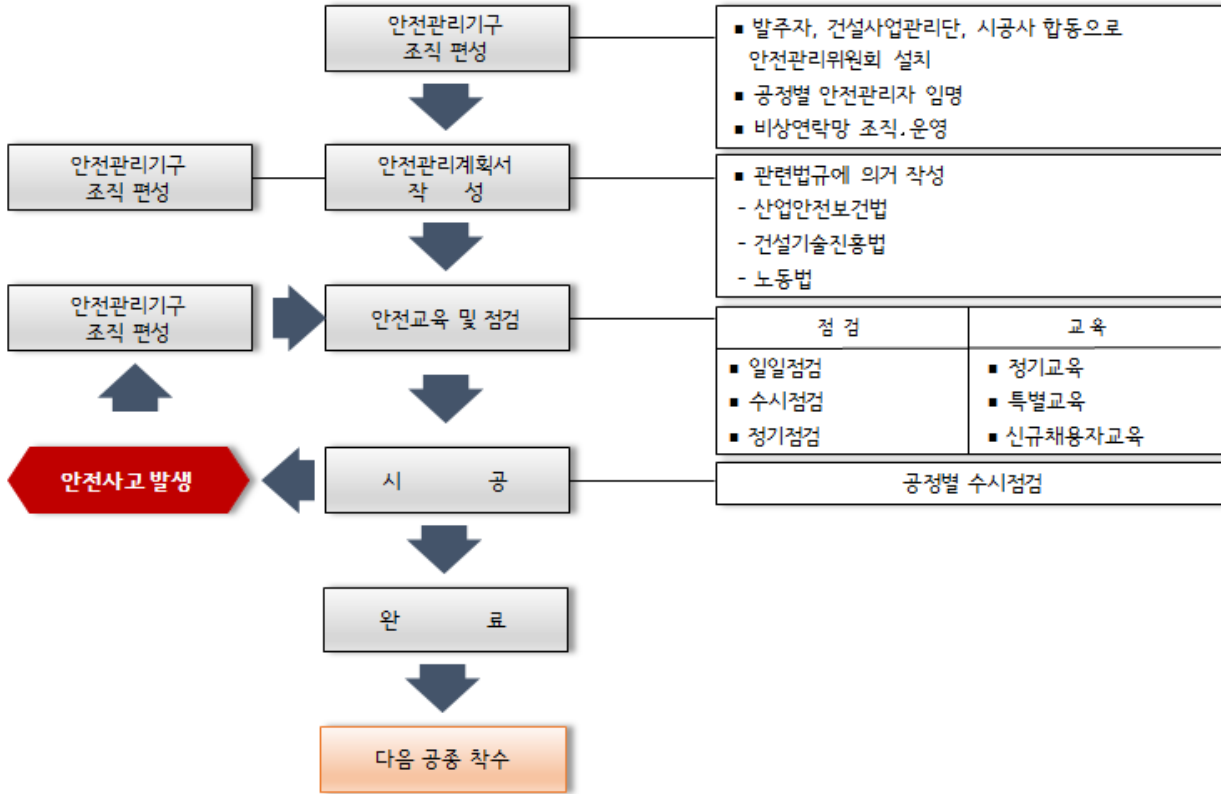 안전관리기구
조직 편성
■ 발주자, 건설사업관리단, 시공사 합동으로
안전관리위원회 설치
■ 공정별 안전관리자 임명
■ 비상연락망 조직.운영
안전관리기구
조직 편성
안전관리계획서
작 성
■ 관련법규에 의거 작성
- 산업안전보건법
- 건설기술진흥법
- 노동법
안전관리기구
조직 편성
안전교육 및 점검
점 검
교 육
■ 일일점검
■ 수시점검
■ 정기점검
■ 정기교육
■ 특별교육
■ 신규채용자교육
안전사고 발생
시 공
공정별 수시점검
완 료
다음 공종 착수